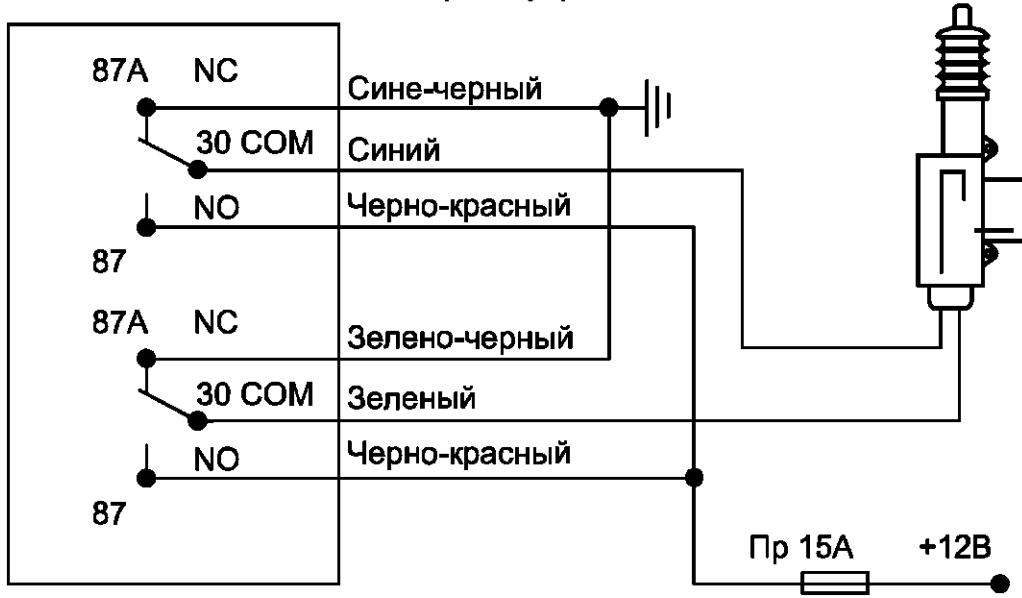 87A NC
Сине-черный
30 COM
Синий
NO
Черно-красный
87
87A NC
Зелено-черный
30 COM
Зеленый
NO
Черно-красный
87
Пр 15А +12В